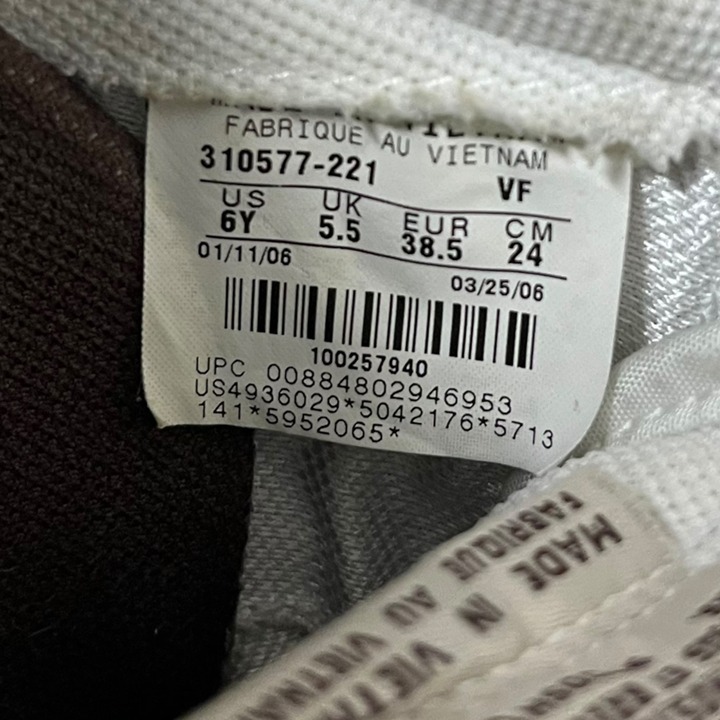 FABRIQUE AU VIETNAM
310577-221 VF
US UK EUR CM
6Y 5.5 38.5 24
01/11/06 03/25/06
100257940
UPC 00884802946953
US4936029*5042176*5713
141*5952065*
MADE IN VIETNAM
FABRIQUE AU VIETNAM